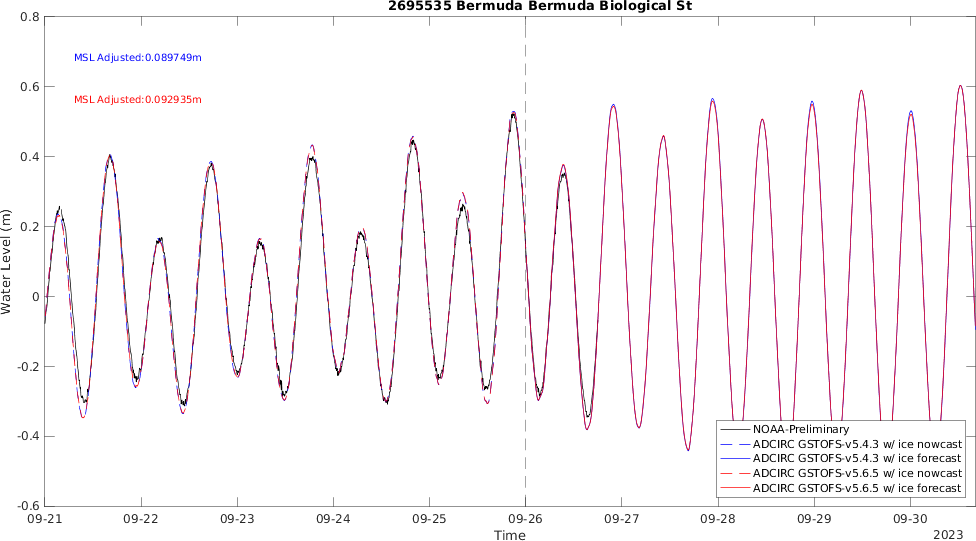 2695535 Bermuda Bermuda Biological St
MSL Adjusted:0.089749m
MSL Adjusted:0.092935m
Water Level (m)
0.8
0.6
0.4
0.2
0
-0.2
-0.4
-0.6
NOAA-Preliminary
ADCIRC GSTOFS-v5.4.3 w/ ice nowcast
ADCIRC GSTOFS-v5.4.3 w/ ice forecast
ADCIRC GSTOFS-v5.6.5 w/ ice nowcast
ADCIRC GSTOFS-v5.6.5 w/ ice forecast
09-21 09-22 09-23 09-24 09-25 09-26 09-27 09-28 09-29 09-30
Time
2023